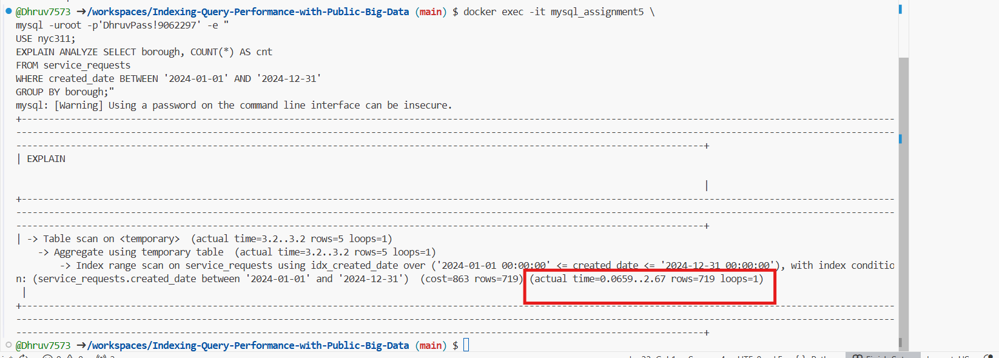 @Dhruv7573 →/workspaces/Indexing-Query-Performance-with-Public-Big-Data (main) $ docker exec -it mysql_assignment5 \
mysql -uroot -p'DhruvPass!9062297' -e "
USE nyc311;
EXPLAIN ANALYZE SELECT borough, COUNT(*) AS cnt
FROM service_requests
WHERE created_date BETWEEN '2024-01-01' AND '2024-12-31'
GROUP BY borough;"
mysql: [Warning] Using a password on the command line interface can be insecure.
| EXPLAIN
|
| -> Table scan on <temporary>  (actual time=3.2..3.2 rows=5 loops=1)
-> Aggregate using temporary table  (actual time=3.2..3.2 rows=5 loops=1)
-> Index range scan on service_requests using idx_created_date over ('2024-01-01 00:00:00' <= created_date <= '2024-12-31 00:00:00'), with index conditio
n: (service_requests.created_date between '2024-01-01' and '2024-12-31')  (cost=863 rows=719) (actual time=0.0659..2.67 rows=719 loops=1)
|
@Dhruv7573 →/workspaces/Indexing-Query-Performance-with-Public-Big-Data (main) $